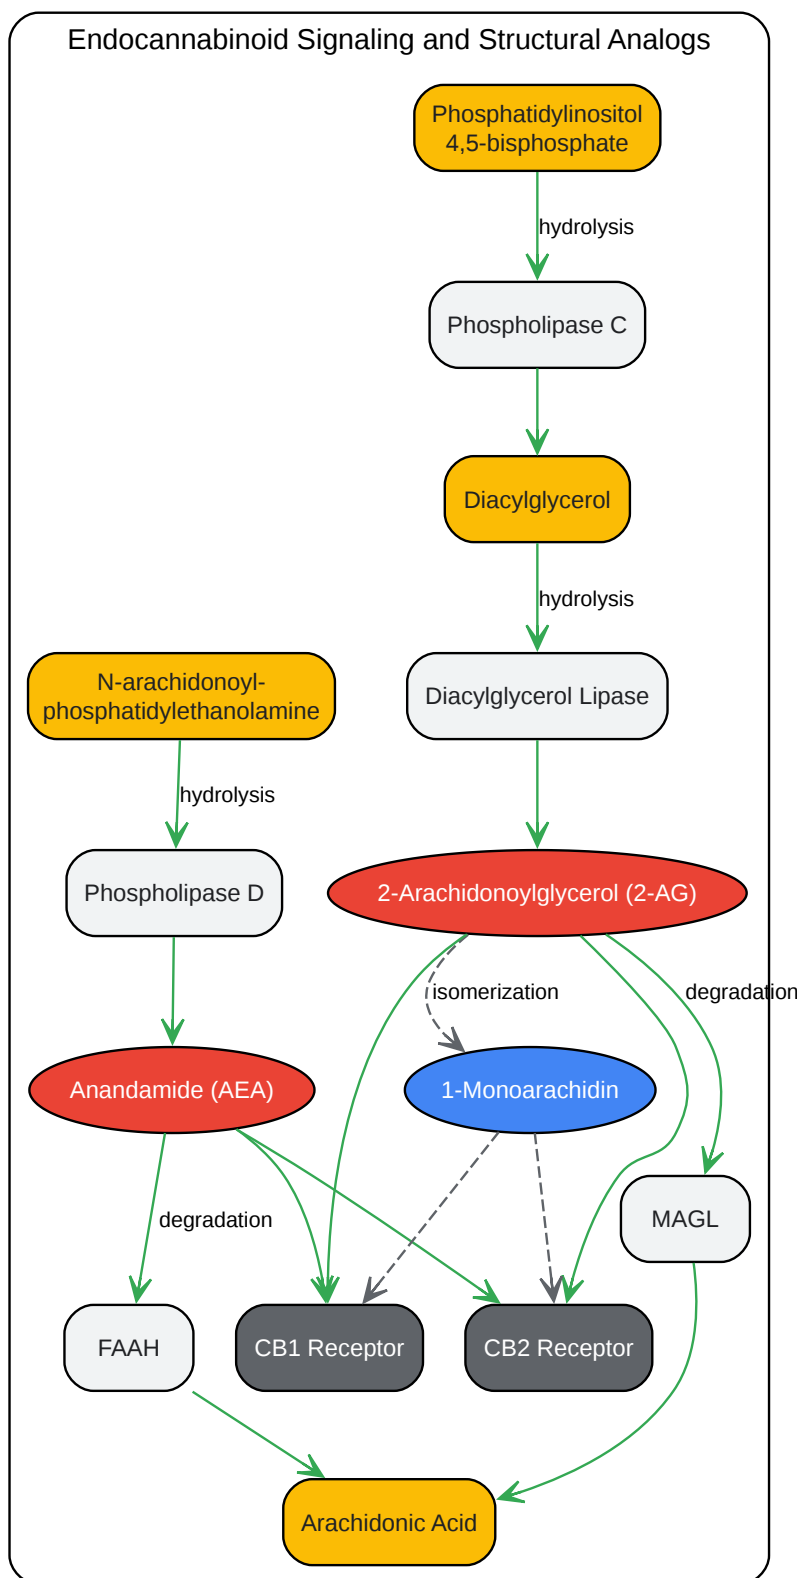 Endocannabinoid Signaling and Structural Analogs
Phosphatidylinositol
4,5-bisphosphate
hydrolysis
Phospholipase C
Diacylglycerol
hydrolysis
N-arachidonoyl-
phosphatidylethanolamine
Diacylglycerol Lipase
hydrolysis
Phospholipase D
2-Arachidonoylglycerol (2-AG)
isomerization
degradation
Anandamide (AEA)
1-Monoarachidin
degradation
MAGL
FAAH
CB1 Receptor
CB2 Receptor
Arachidonic Acid